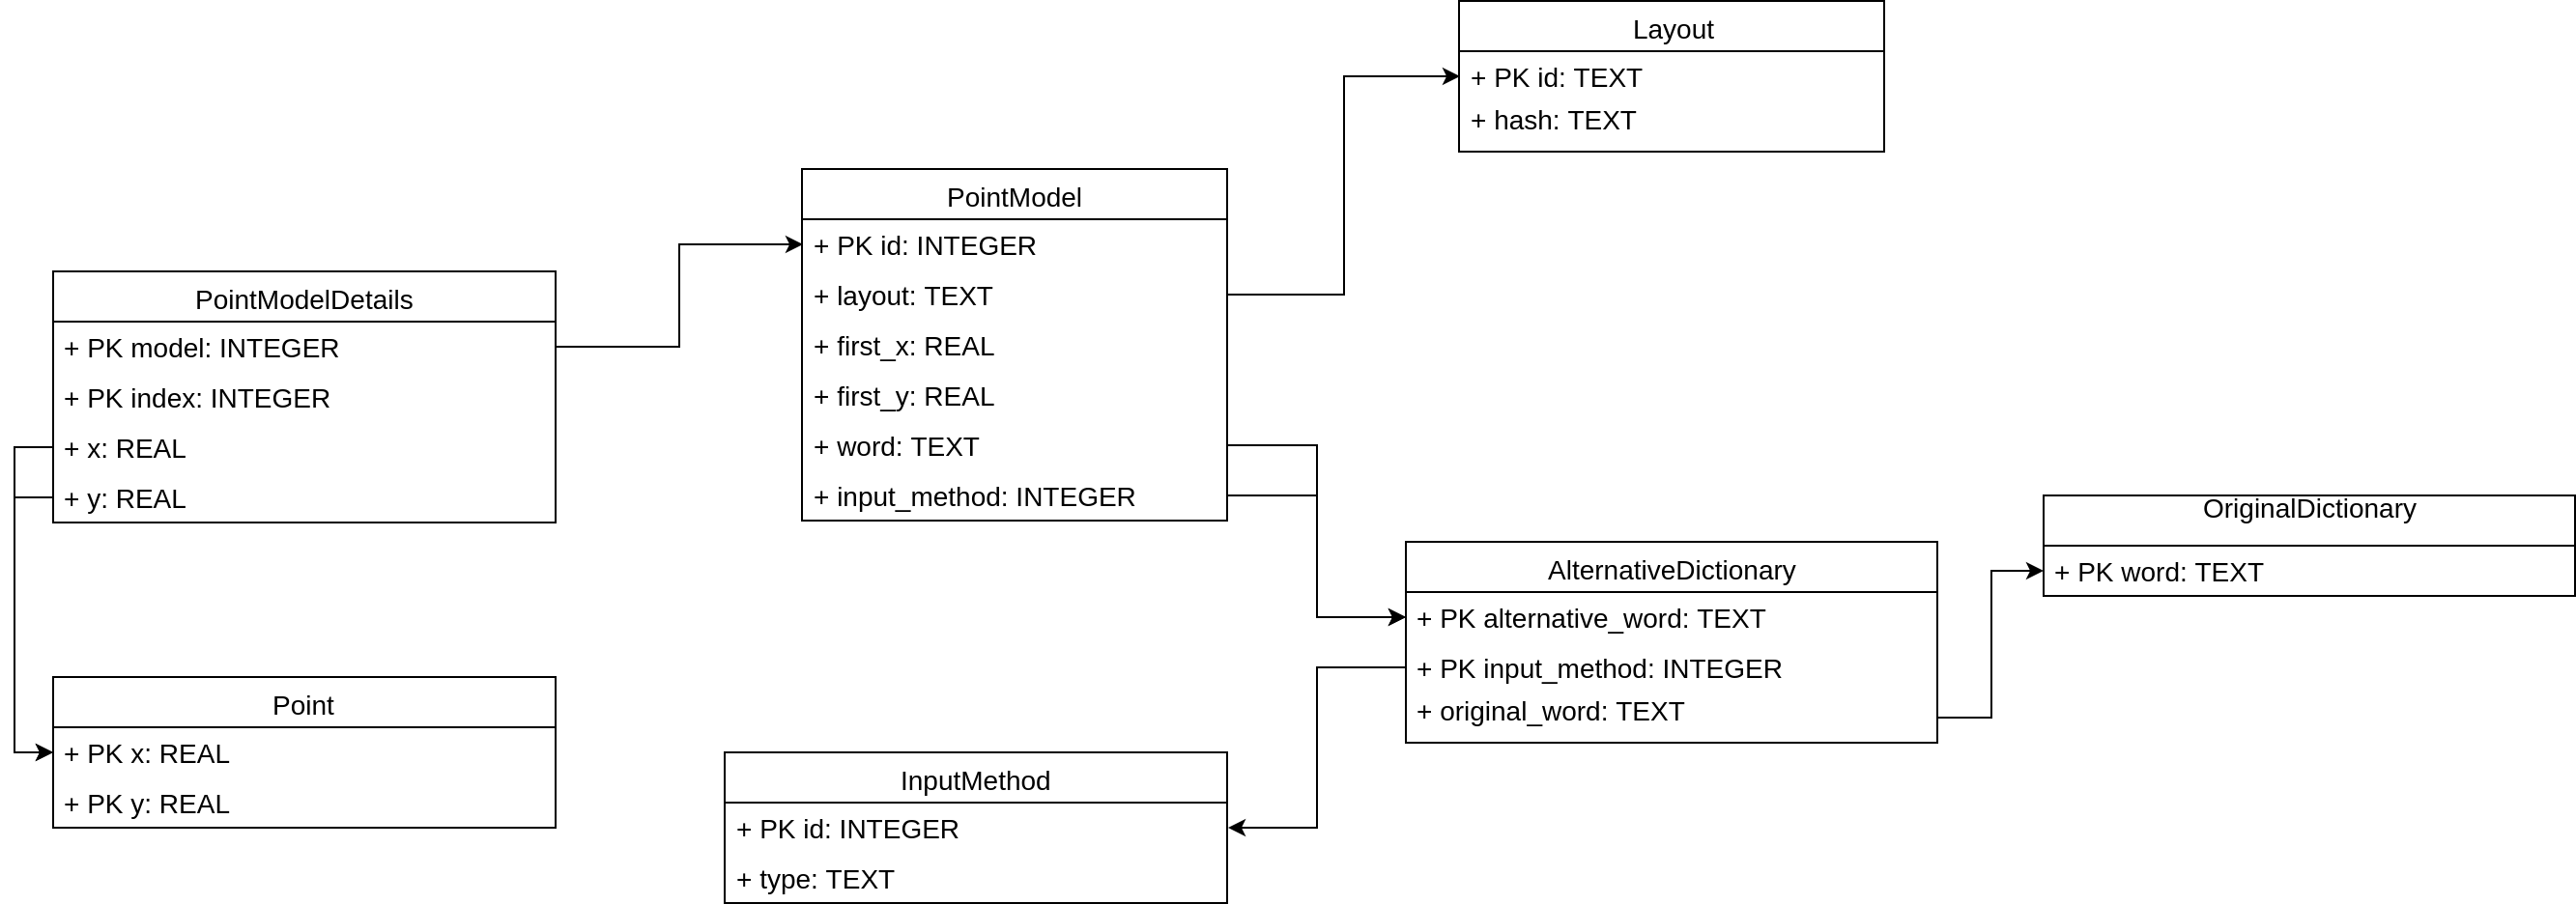 Layout
+ PK id: TEXT
+ hash: TEXT
PointModel
+ PK id: INTEGER
+ layout: TEXT
+ first_x: REAL
+ first_y: REAL
+ word: TEXT
+ input_method: INTEGER
PointModelDetails
+ PK model: INTEGER
+ PK index: INTEGER
+ x: REAL
+ y: REAL
OriginalDictionary
+ PK word: TEXT
AlternativeDictionary
+ PK alternative_word: TEXT
+ PK input_method: INTEGER
+ original_word: TEXT
Point
+ PK x: REAL
+ PK y: REAL
InputMethod
+ PK id: INTEGER
+ type: TEXT